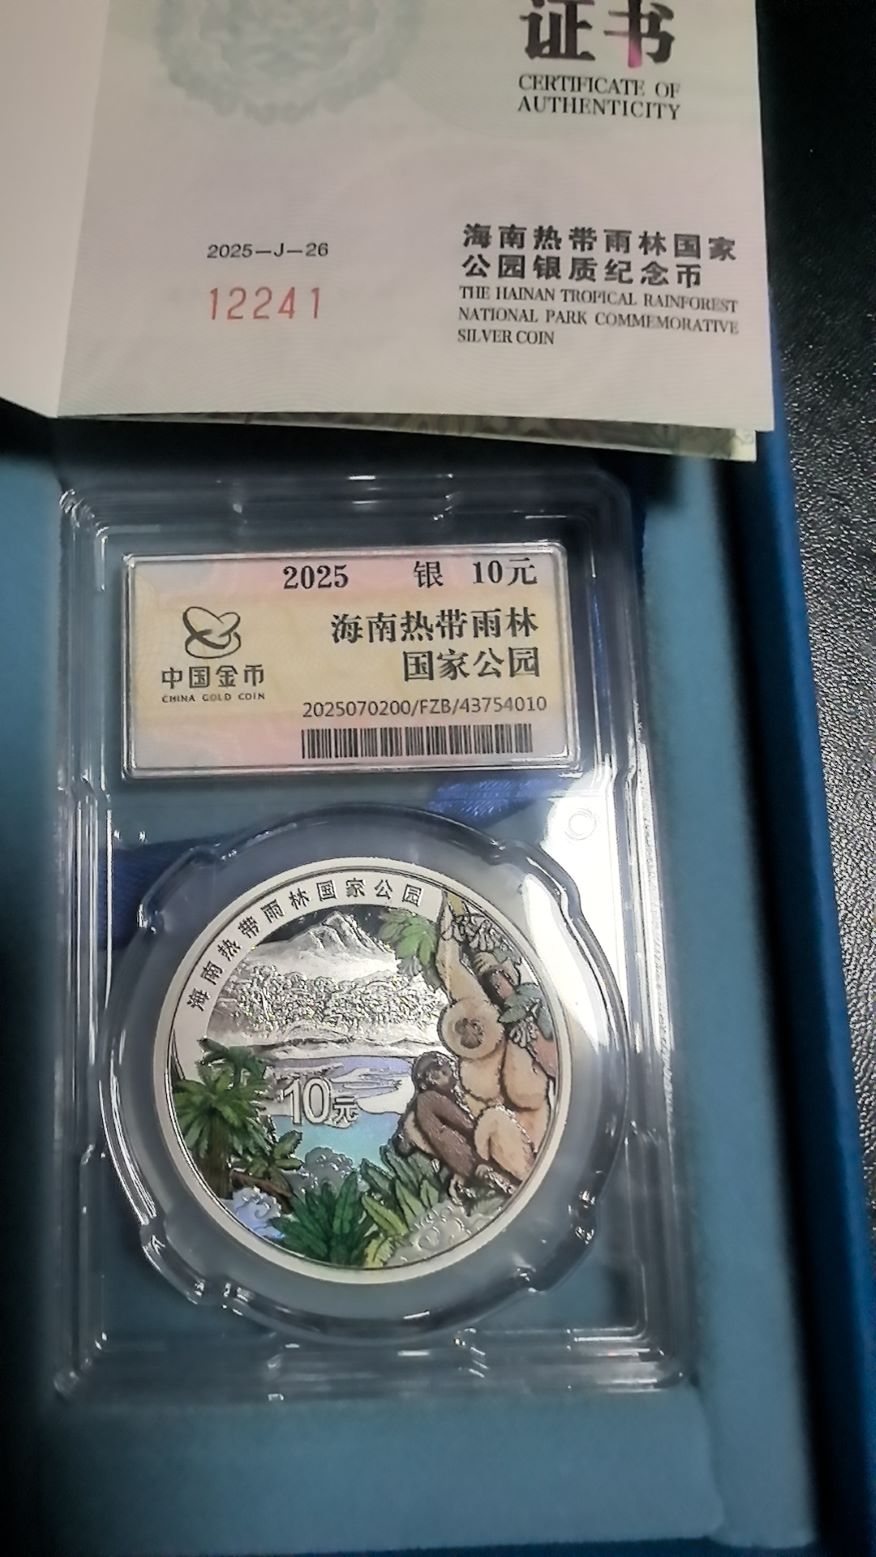 证书
CERTIFICATE OF
AUTHENTICITY
2025—J—26
12241
海南热带雨林国家
公园银质纪念币
THE HAINAN TROPICAL RAINFOREST
NATIONAL PARK COMMEMORATIVE
SILVER COIN
2025 银 10元
海南热带雨林
国家公园
中国金币
CHINA GOLD COIN
2025070200/FZB/43754010
海南热带雨林国家公园
10元